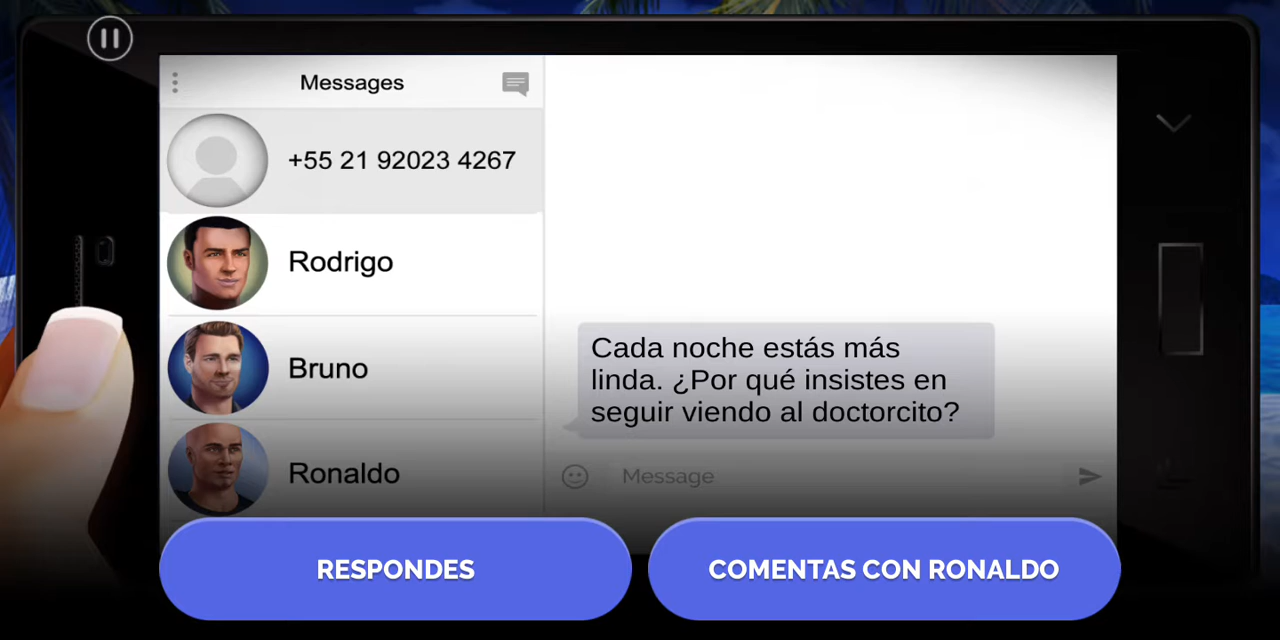 Messages
+55 21 92023 4267
Rodrigo
Bruno
Ronaldo
Cada noche estás más
linda. ¿Por qué insistes en
seguir viendo al doctorcito?
Message
RESPONDES
COMENTAS CON RONALDO